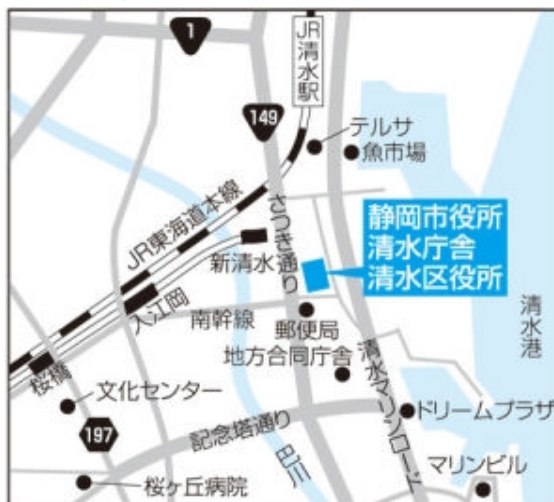 1
JR清水駅
149
テルサ
魚市場
JR東海道本線
さつき通り
静岡市役所
清水庁舎
清水区役所
新清水
入江岡
南幹線
郵便局
地方合同庁舎
清水港
桜橋
文化センター
清水マリンロード
ドリームプラザ
197
記念塔通り
巴川
マリンビル
桜ヶ丘病院